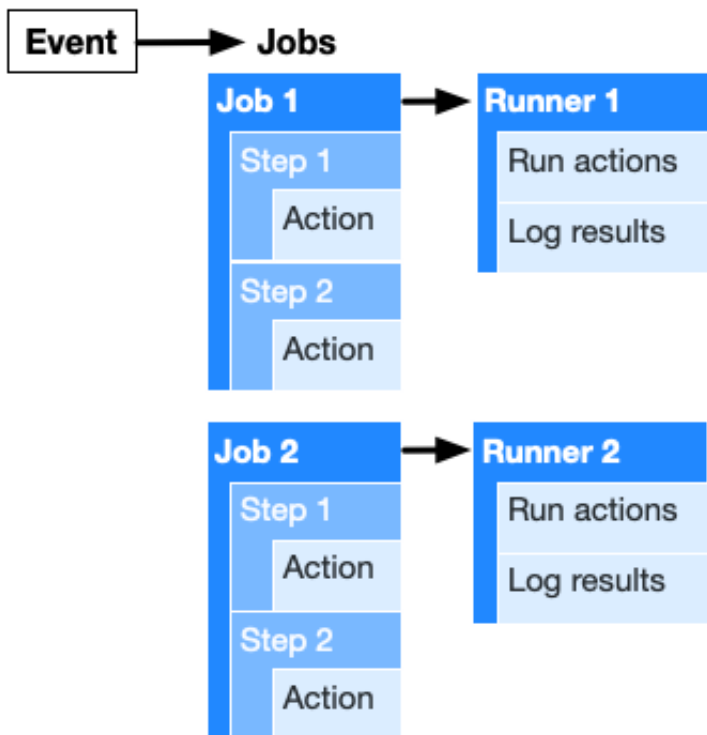 Event
Jobs
Job 1
Step 1
Action
Step 2
Action
Runner 1
Run actions
Log results
Job 2
Step 1
Action
Step 2
Action
Runner 2
Run actions
Log results